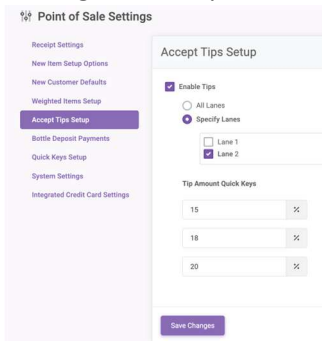 Point of Sale Settings
Receipt Settings
New Item Setup Options
New Customer Defaults
Weighted Items Setup
Accept Tips Setup
Bottle Deposit Payments
Quick Keys Setup
System Settings
Integrated Credit Card Settings
Accept Tips Setup
Enable Tips
All Lanes
Specify Lanes
Lane 1
Lane 2
Tip Amount Quick Keys
15 %
18 %
20 %
Save Changes